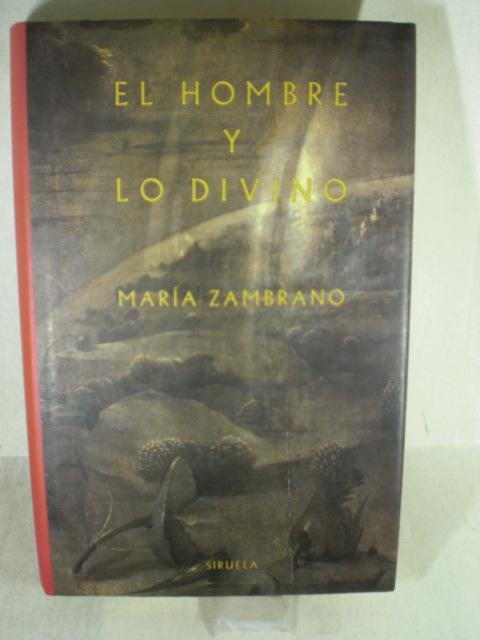 EL HOMBRE
Y
LO DIVINO
MARÍA ZAMBRANO
SIRUELA